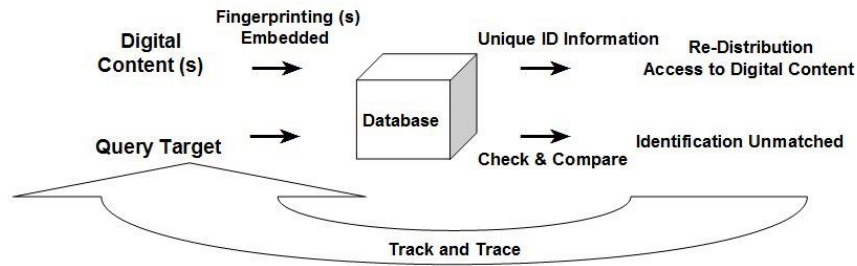 Fingerprinting (s)
Embedded
Digital
Content (s)
Unique ID Information
Re-Distribution
Access to Digital Content
Database
Query Target
Check & Compare
Identification Unmatched
Track and Trace